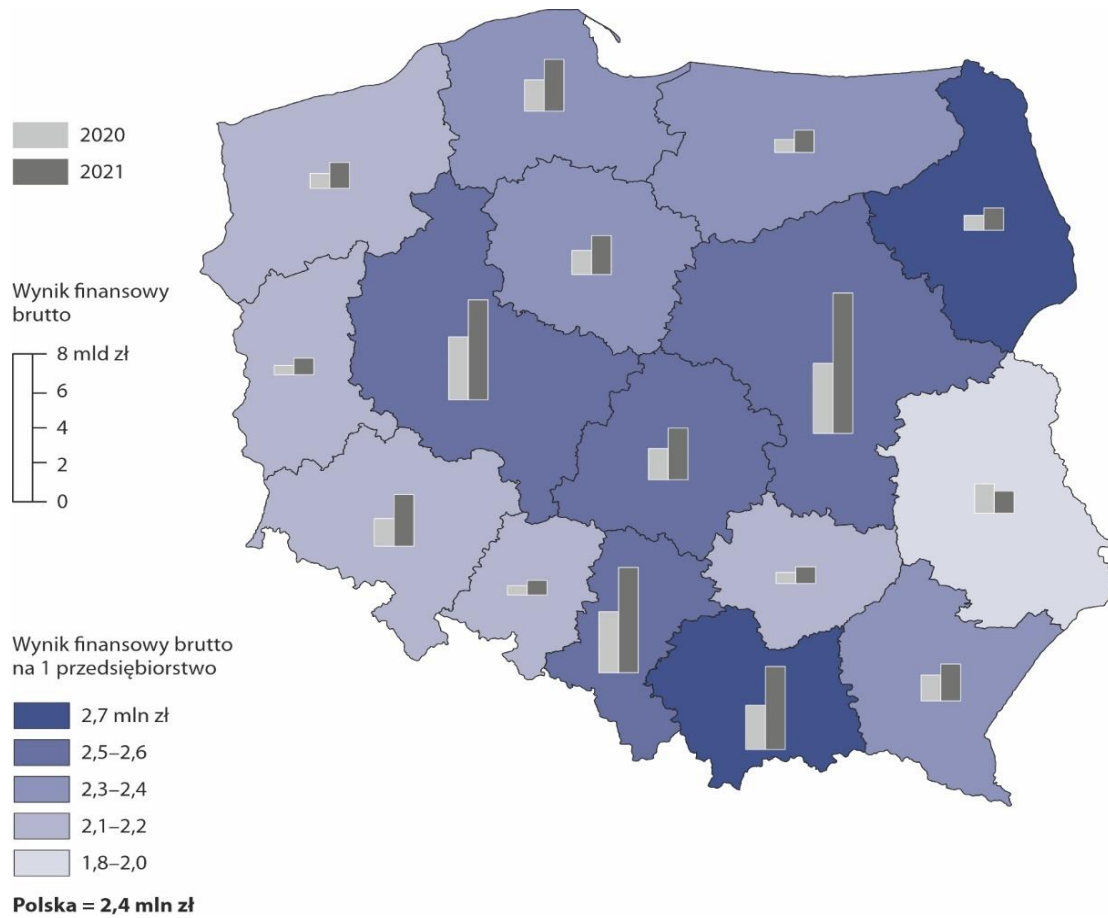 2020
2021
Wynik finansowy
brutto
8 mld zł
6
4
2
0
Wynik finansowy brutto
na 1 przedsiębiorstwo
2,7 mln zł
2,5–2,6
2,3–2,4
2,1–2,2
1,8–2,0
Polska = 2,4 mln zł